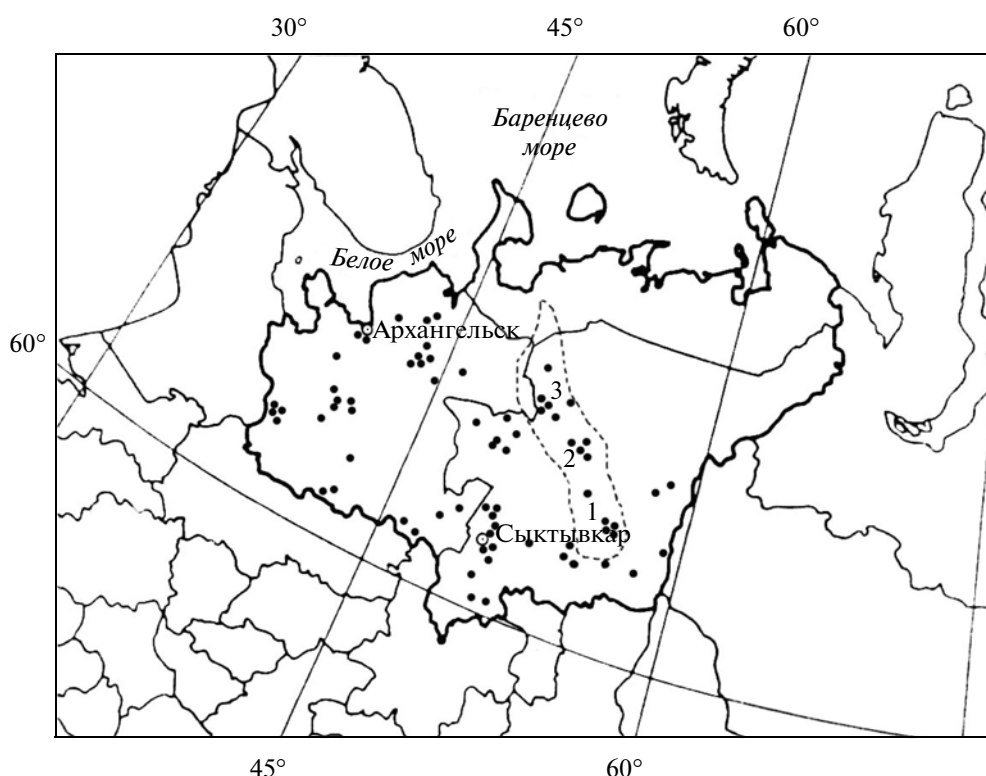 30° 45° 60°
Баренцево
море
Белое море
Архангельск
60°
3
2
1
Сыктывкар
45° 60°